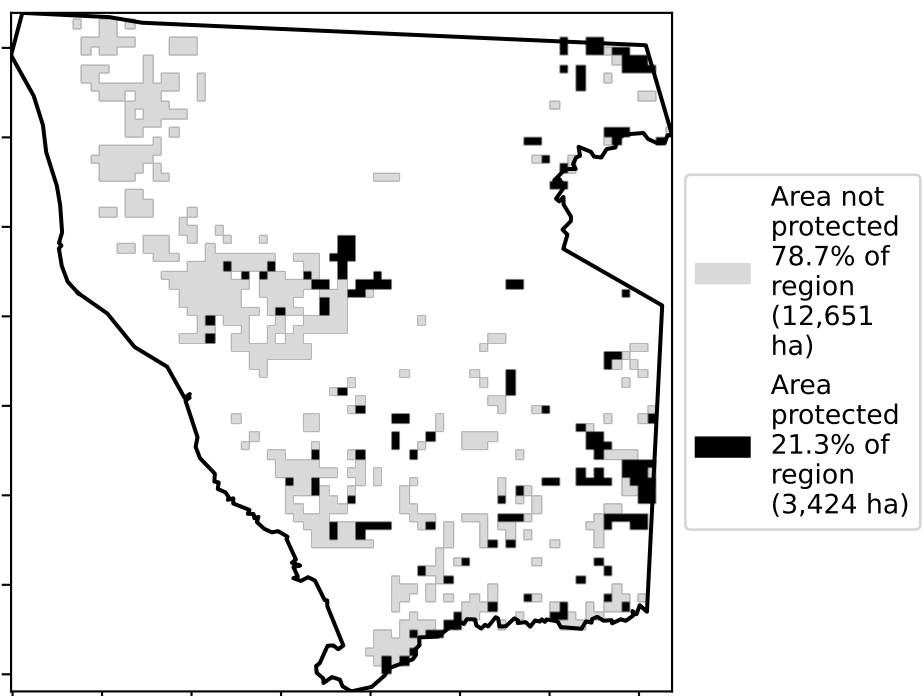 Area not
protected
78.7% of
region
(12,651
ha)
Area
protected
21.3% of
region
(3,424 ha)